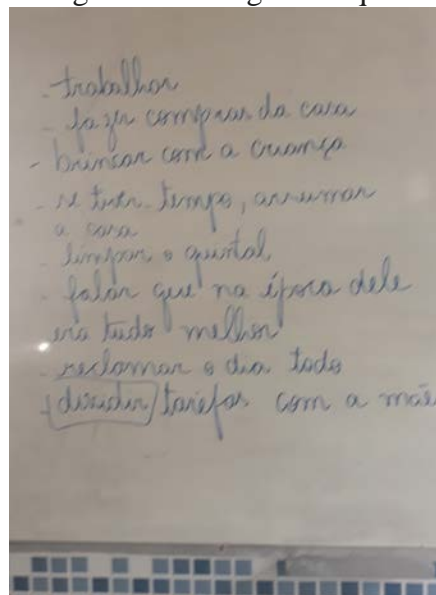 - trabalhar
- fazer compras da casa
- brincar com a criança
- se tiver tempo, arrumar
a casa
- limpar o quintal
- falar que na época dele
era tudo melhor
- reclamar o dia todo
+ dividir tarefas com a mãe